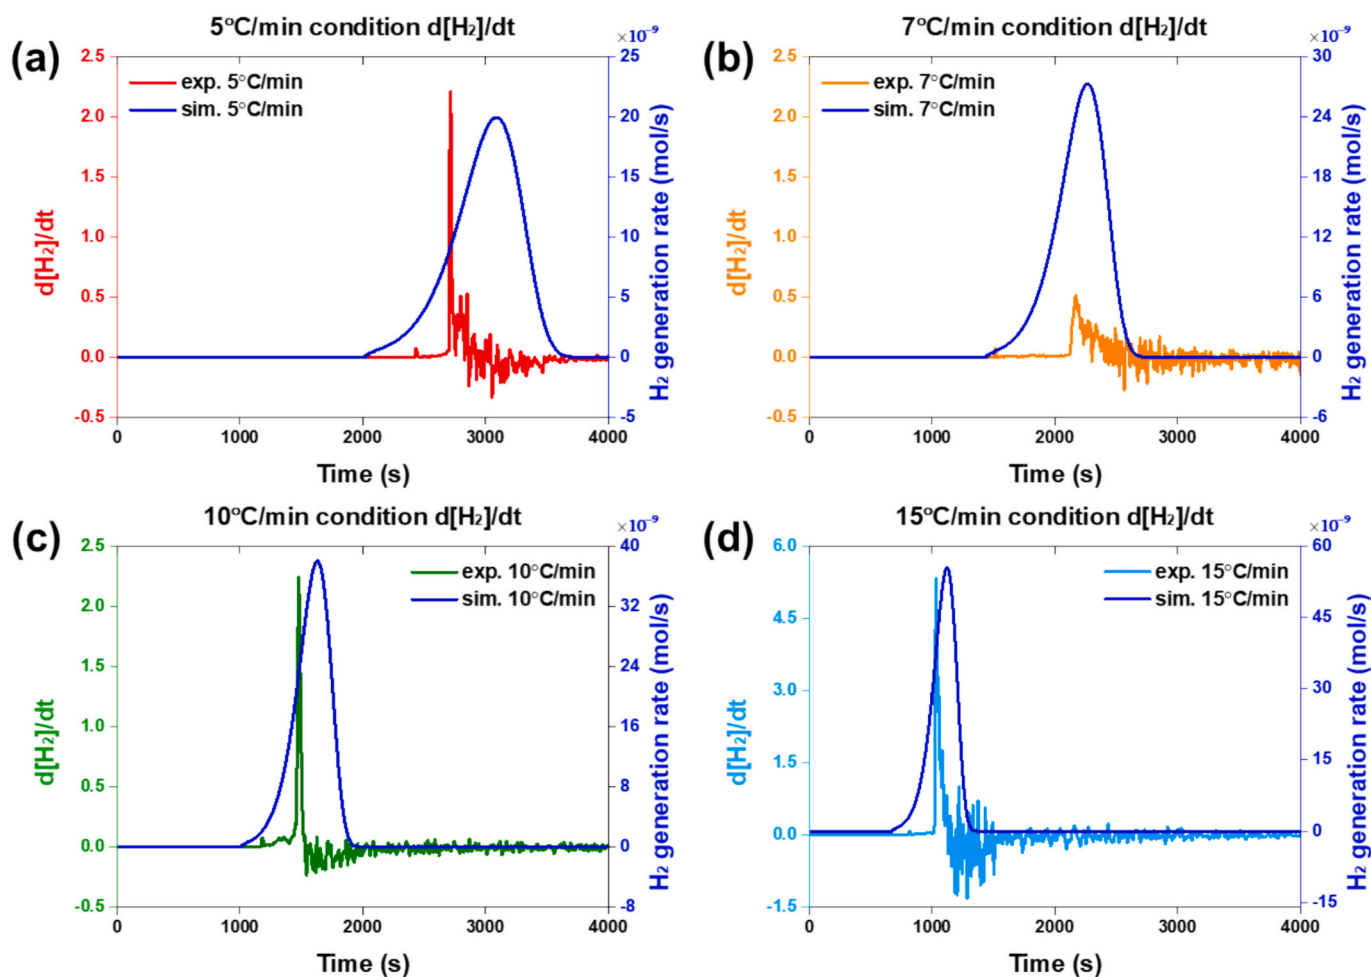 (a)
5°C/min condition d[H₂]/dt
×10⁻⁹
exp. 5°C/min
sim. 5°C/min
2.5
2.0
1.5
1.0
0.5
0.0
-0.5
d[H₂]/dt
25
20
15
10
5
0
-5
H₂ generation rate (mol/s)
0 1000 2000 3000 4000
Time (s)
(b)
7°C/min condition d[H₂]/dt
×10⁻⁹
exp. 7°C/min
sim. 7°C/min
2.5
2.0
1.5
1.0
0.5
0.0
-0.5
d[H₂]/dt
30
24
18
12
6
0
-6
H₂ generation rate (mol/s)
0 1000 2000 3000 4000
Time (s)
(c)
10°C/min condition d[H₂]/dt
×10⁻⁹
exp. 10°C/min
sim. 10°C/min
2.5
2.0
1.5
1.0
0.5
0.0
-0.5
d[H₂]/dt
40
32
24
16
8
0
-8
H₂ generation rate (mol/s)
0 1000 2000 3000 4000
Time (s)
(d)
15°C/min condition d[H₂]/dt
×10⁻⁹
exp. 15°C/min
sim. 15°C/min
6.0
4.5
3.0
1.5
0.0
-1.5
d[H₂]/dt
60
45
30
15
0
-15
H₂ generation rate (mol/s)
0 1000 2000 3000 4000
Time (s)